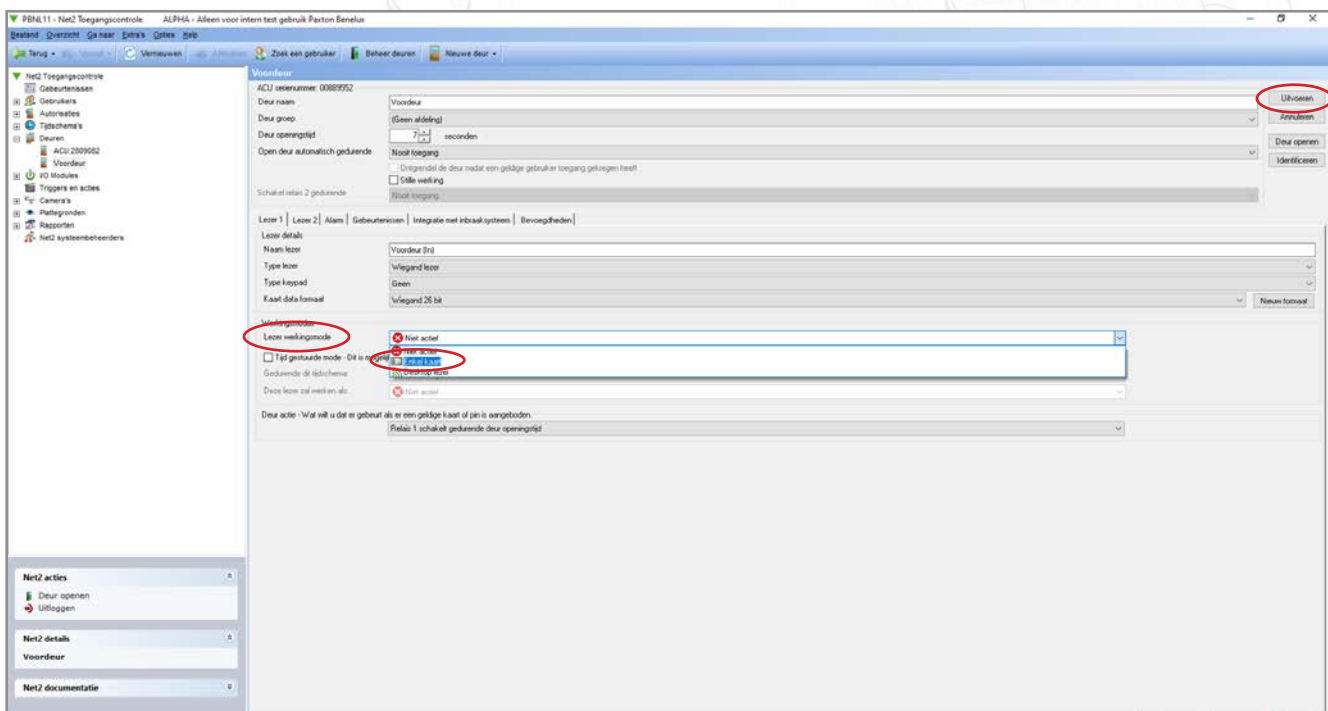 PBNL11 - Net2 Toegangscontrole ALPHA - Alleen voor intern test gebruik Paxton Benelux
Bestand Overzicht Ga naar Extra's Opties Help
Terug Vernieuwen Zoek een gebruiker Beheer deuren Nieuwe deur
Net2 Toegangscontrole
Gebeurtenissen
Gebruikers
Autorisaties
Tijdschema's
Deuren
ACU 2809082
Voordeur
I/O Modules
Triggers en acties
Camera's
Plattegronden
Rapporten
Net2 systeembeheerders
Net2 acties
Deur openen
Uitloggen
Net2 details
Voordeur
Net2 documentatie
Voordeur
ACU serienummer: 00889552
Deur naam Voordeur
Deur groep (Geen afdeling)
Deur openingstijd 7 seconden
Open deur automatisch gedurende Nooit toegang
Ontgrendel de deur nadat een geldige gebruiker toegang gekregen heeft
Stille werking
Schakel relais 2 gedurende Nooit toegang
Uitvoeren
Annuleren
Deur openen
Identificeren
Lezer 1 Lezer 2 Alarm Gebeurtenissen Integratie met inbraaksysteem Bevoegdheden
Lezer details
Naam lezer Voordeur (In)
Type lezer Wiegand lezer
Type keypad Geen
Kaart data formaat Wiegand 26 bit Nieuw formaat
Werkingsmodes
Lezer werkingsmode Niet actief
Niet actief
Enkel kaart
Desktop lezer
Tijd gestuurde mode - Dit is
Gedurende dit tijdschema:
Deze lezer zal werken als: Niet actief
Deur actie - Wat wilt u dat er gebeurt als er een geldige kaart of pin is aangeboden.
Relais 1 schakelt gedurende deur openingstijd